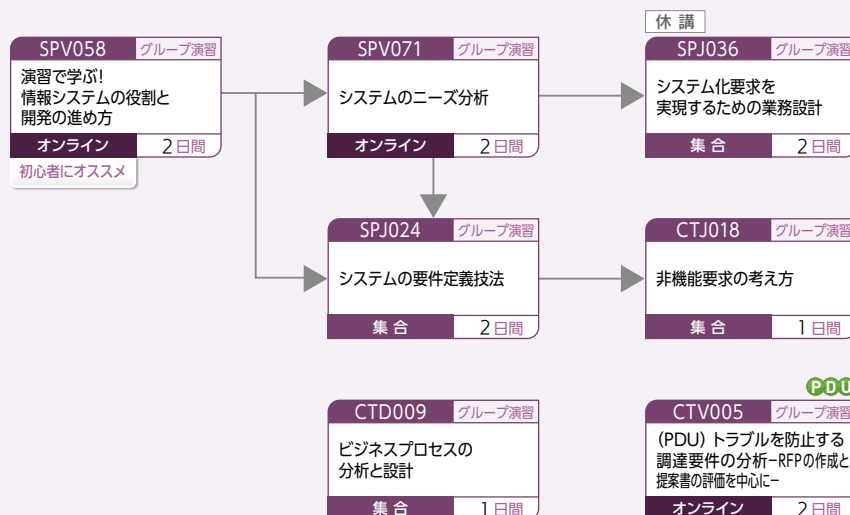 休 講
SPV058 グループ演習
演習で学ぶ!
情報システムの役割と
開発の進め方
オンライン 2日間
初心者にオススメ
SPV071 グループ演習
システムのニーズ分析
オンライン 2日間
SPJ036 グループ演習
システム化要求を
実現するための業務設計
集 合 2日間
SPJ024 グループ演習
システムの要件定義技法
集 合 2日間
CTJ018 グループ演習
非機能要求の考え方
集 合 1日間
CTD009 グループ演習
ビジネスプロセスの
分析と設計
集 合 1日間
PDU
CTV005 グループ演習
(PDU) トラブルを防止する
調達要件の分析−RFPの作成と
提案書の評価を中心に−
オンライン 2日間